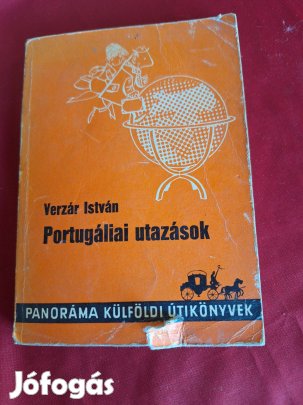 Verzár István
Portugáliai utazások
PANORÁMA KÜLFÖLDI ÚTIKÖNYVEK
Jófogás